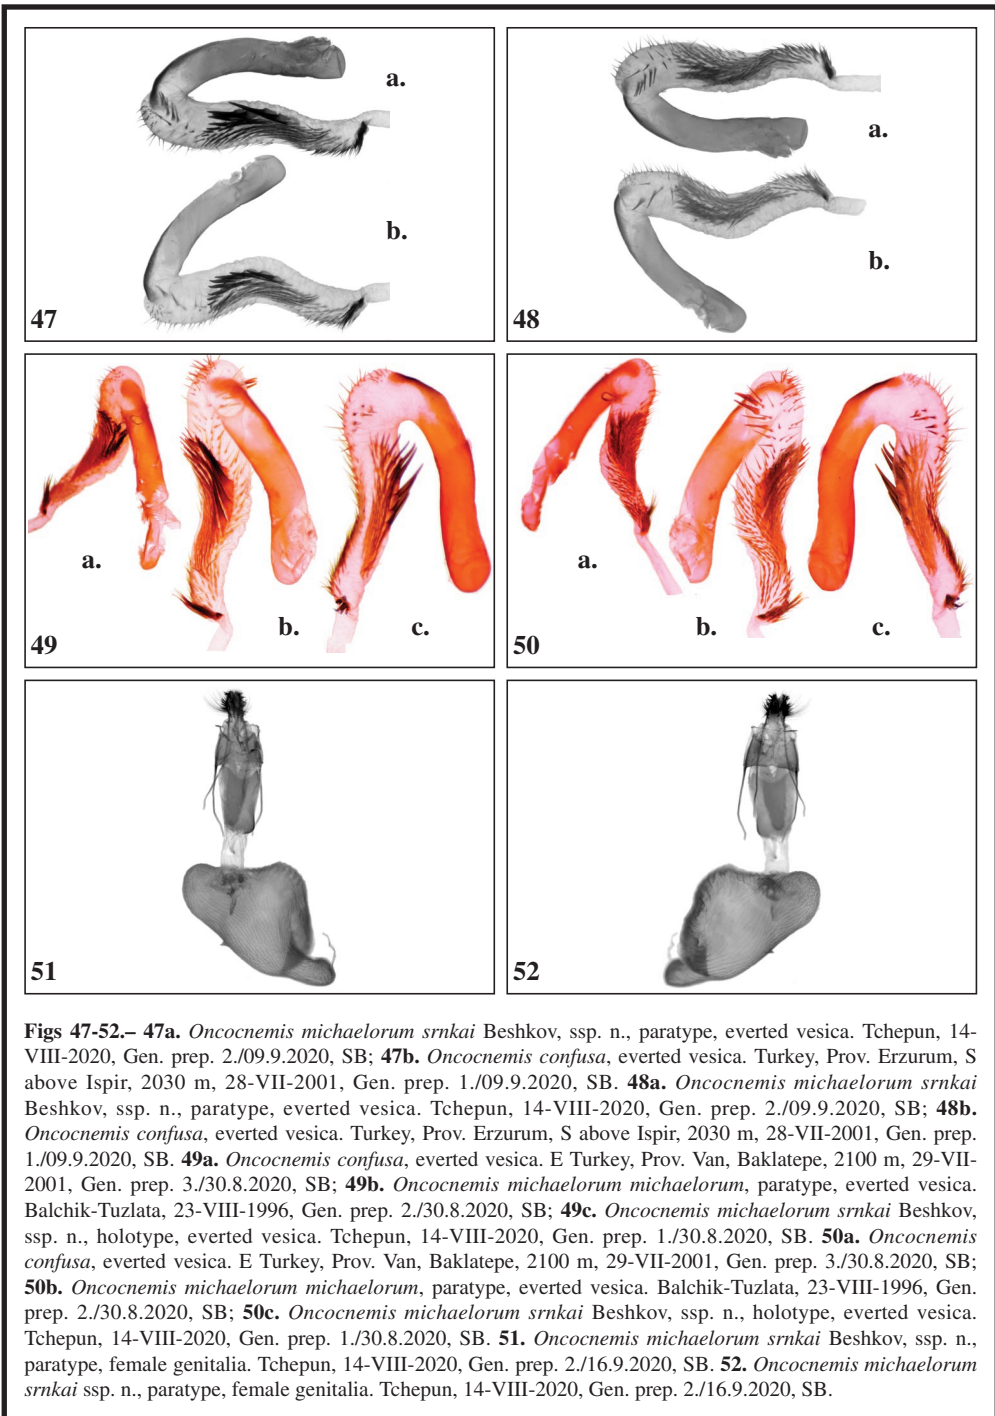 a.
b.
47
a.
b.
48
a.
b.
c.
49
a.
b.
c.
50
51
52
Figs 47-52.– 47a. Oncocnemis michaelorum srnkai Beshkov, ssp. n., paratype, everted vesica. Tchepun, 14-
VIII-2020, Gen. prep. 2./09.9.2020, SB; 47b. Oncocnemis confusa, everted vesica. Turkey, Prov. Erzurum, S
above Ispir, 2030 m, 28-VII-2001, Gen. prep. 1./09.9.2020, SB. 48a. Oncocnemis michaelorum srnkai
Beshkov, ssp. n., paratype, everted vesica. Tchepun, 14-VIII-2020, Gen. prep. 2./09.9.2020, SB; 48b.
Oncocnemis confusa, everted vesica. Turkey, Prov. Erzurum, S above Ispir, 2030 m, 28-VII-2001, Gen. prep.
1./09.9.2020, SB. 49a. Oncocnemis confusa, everted vesica. E Turkey, Prov. Van, Baklatepe, 2100 m, 29-VII-
2001, Gen. prep. 3./30.8.2020, SB; 49b. Oncocnemis michaelorum michaelorum, paratype, everted vesica.
Balchik-Tuzlata, 23-VIII-1996, Gen. prep. 2./30.8.2020, SB; 49c. Oncocnemis michaelorum srnkai Beshkov,
ssp. n., holotype, everted vesica. Tchepun, 14-VIII-2020, Gen. prep. 1./30.8.2020, SB. 50a. Oncocnemis
confusa, everted vesica. E Turkey, Prov. Van, Baklatepe, 2100 m, 29-VII-2001, Gen. prep. 3./30.8.2020, SB;
50b. Oncocnemis michaelorum michaelorum, paratype, everted vesica. Balchik-Tuzlata, 23-VIII-1996, Gen.
prep. 2./30.8.2020, SB; 50c. Oncocnemis michaelorum srnkai Beshkov, ssp. n., holotype, everted vesica.
Tchepun, 14-VIII-2020, Gen. prep. 1./30.8.2020, SB. 51. Oncocnemis michaelorum srnkai Beshkov, ssp. n.,
paratype, female genitalia. Tchepun, 14-VIII-2020, Gen. prep. 2./16.9.2020, SB. 52. Oncocnemis michaelorum
srnkai ssp. n., paratype, female genitalia. Tchepun, 14-VIII-2020, Gen. prep. 2./16.9.2020, SB.